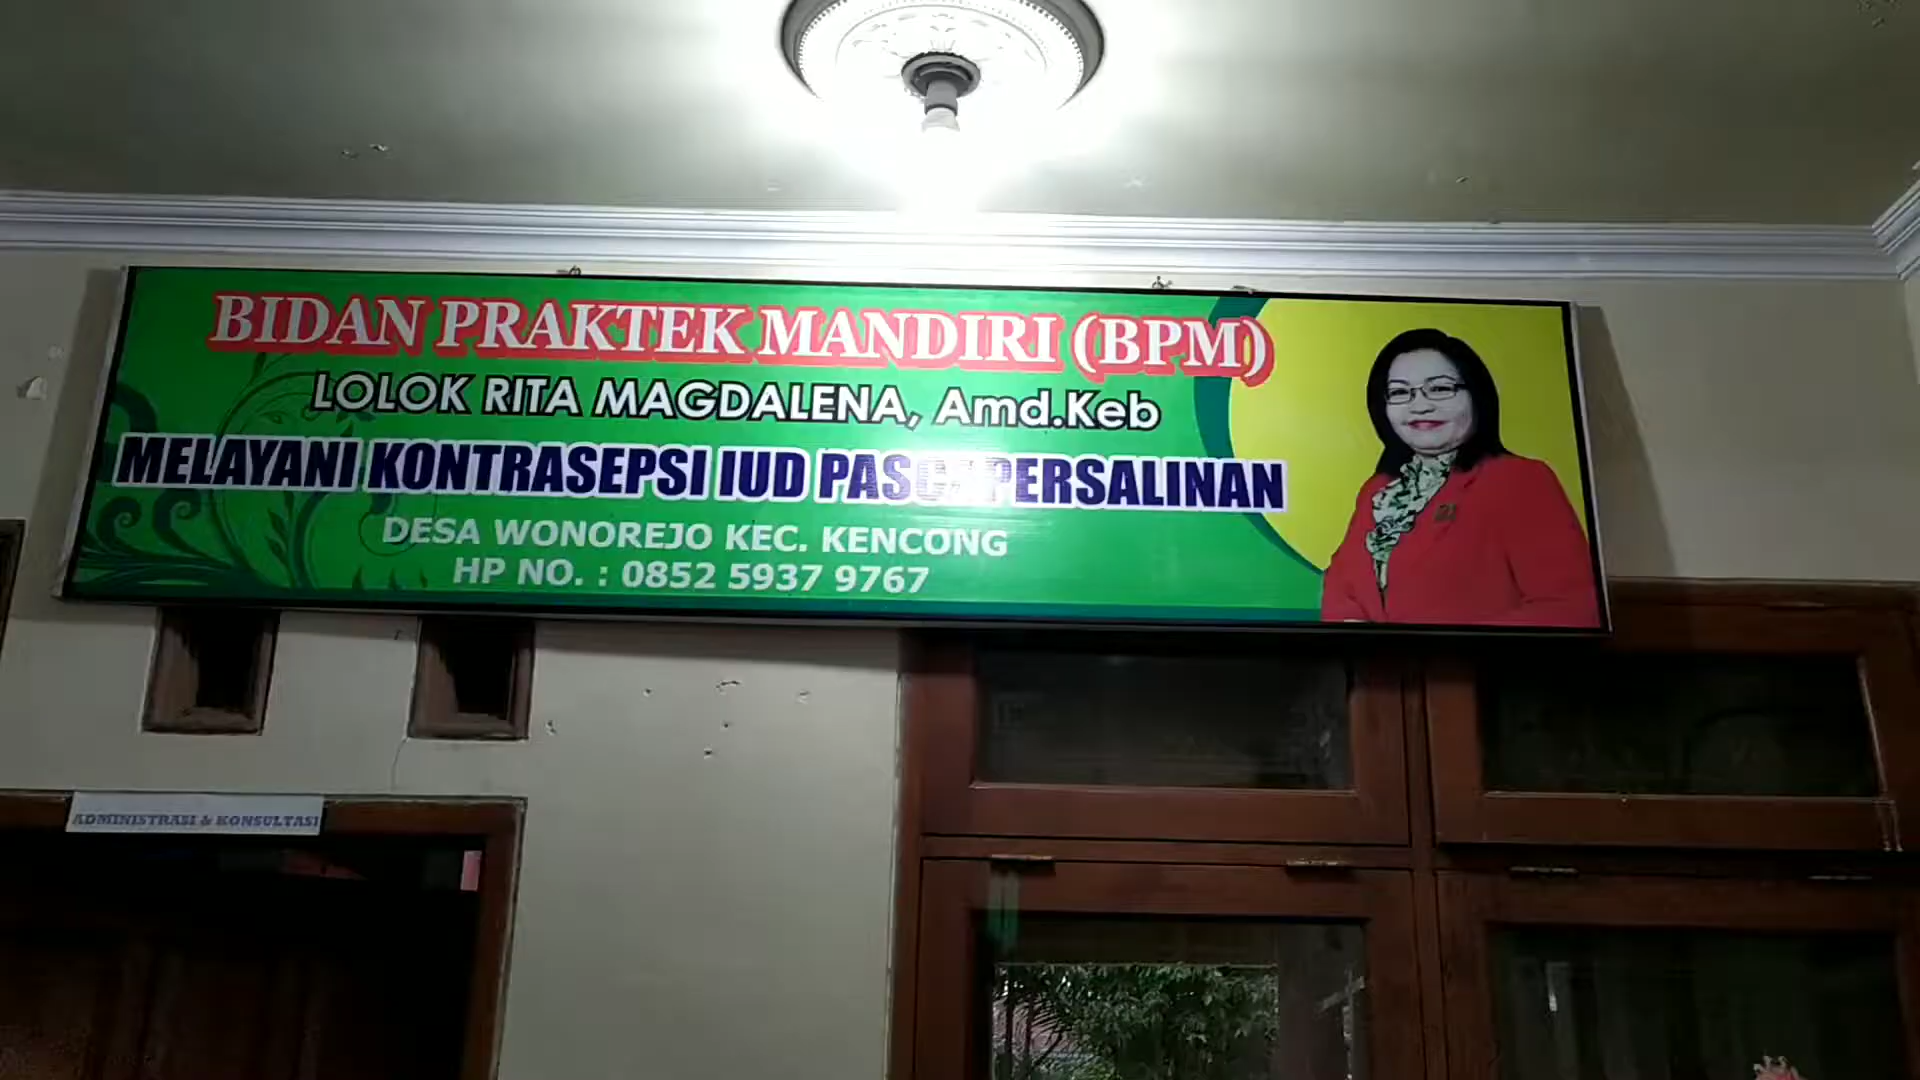 BIDAN PRAKTEK MANDIRI (BPM)
LOLOK RITA MAGDALENA, Amd.Keb
MELAYANI KONTRASEPSI IUD PASCA PERSALINAN
DESA WONOREJO KEC. KENCONG
HP NO. : 0852 5937 9767
ADMINISTRASI & KONSULTASI